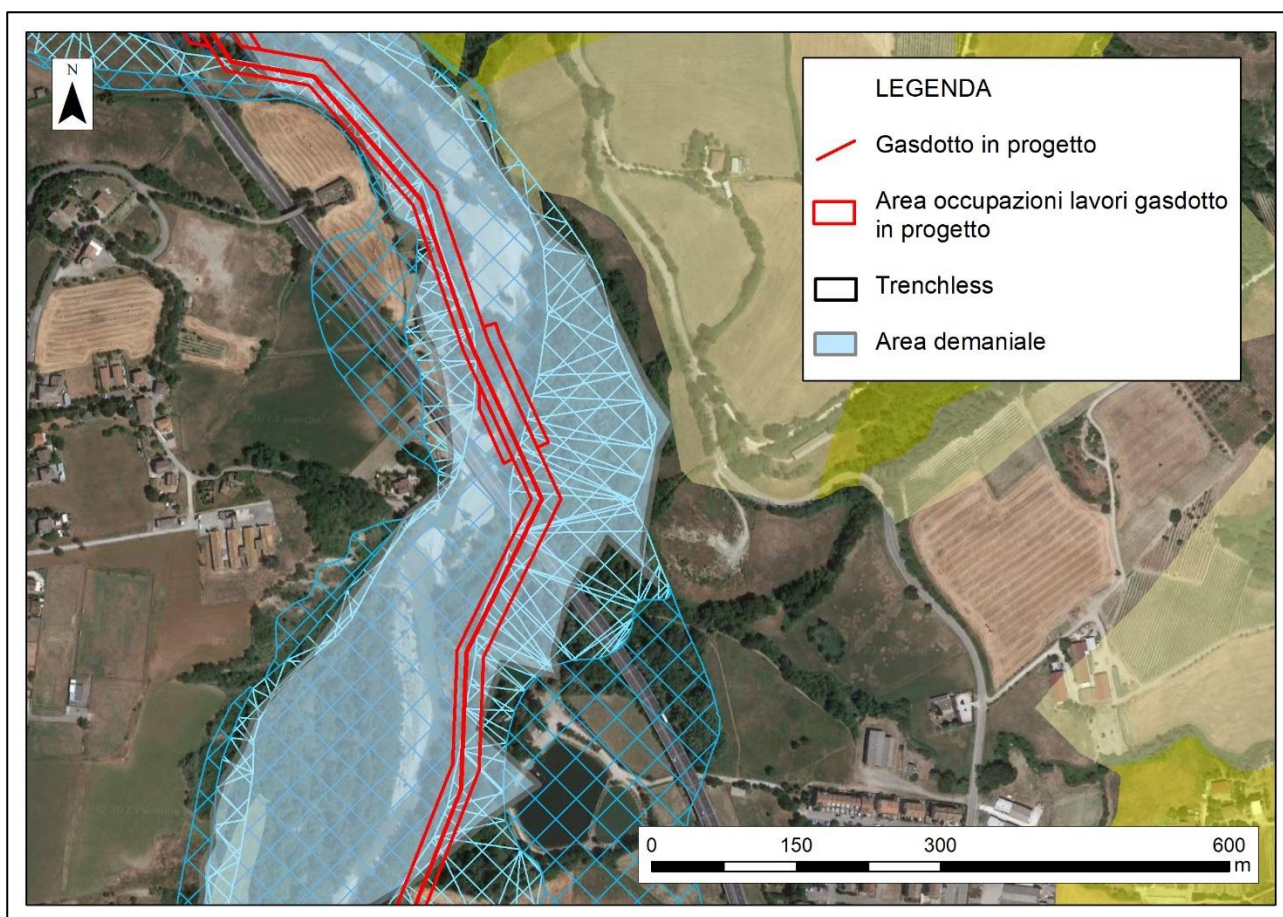 N
LEGENDA
Gasdotto in progetto
Area occupazioni lavori gasdotto
in progetto
Trenchless
Area demaniale
0 150 300 600
m